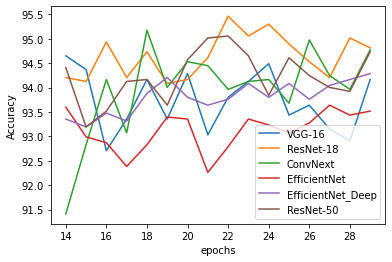 95.5
95.0
94.5
94.0
93.5
93.0
92.5
92.0
91.5
Accuracy
VGG-16
ResNet-18
ConvNext
EfficientNet
EfficientNet_Deep
ResNet-50
14 16 18 20 22 24 26 28
epochs